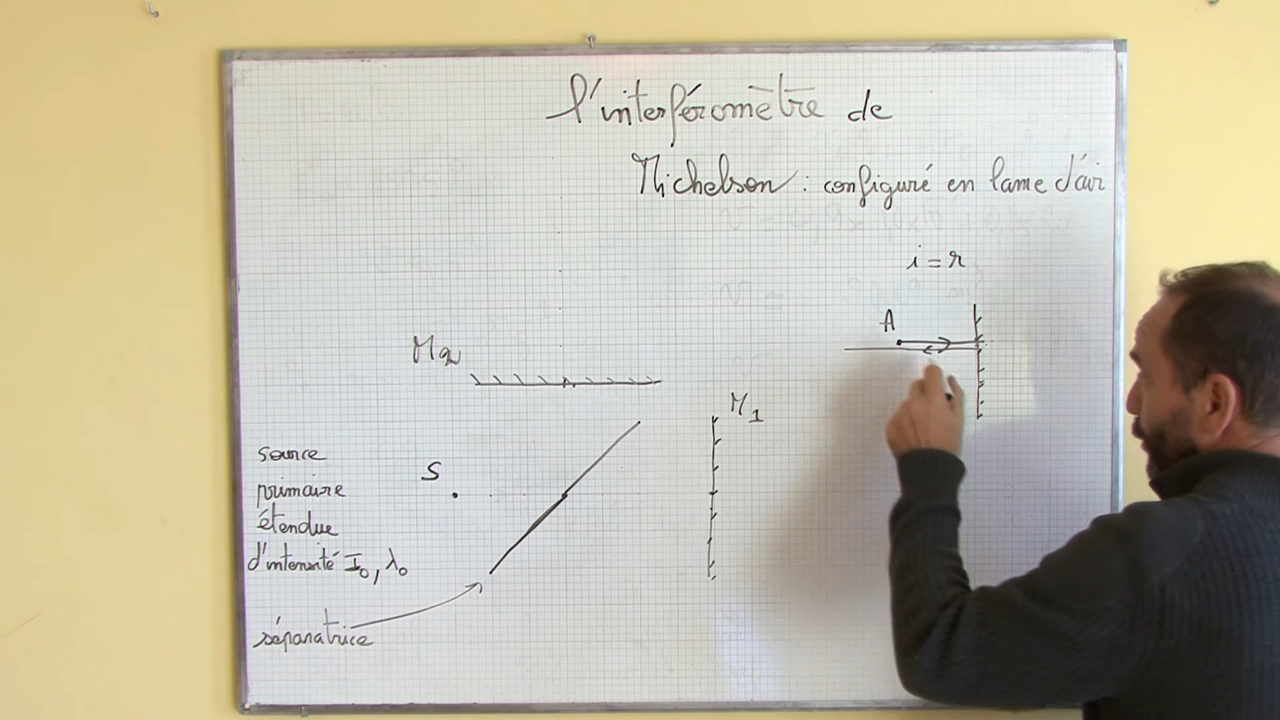 l'interféromètre de
Michelson : configuré en lame d'air
i = r
A
M2
M1
source
primaire
étendue
d'intensité I0, λ0
S
séparatrice